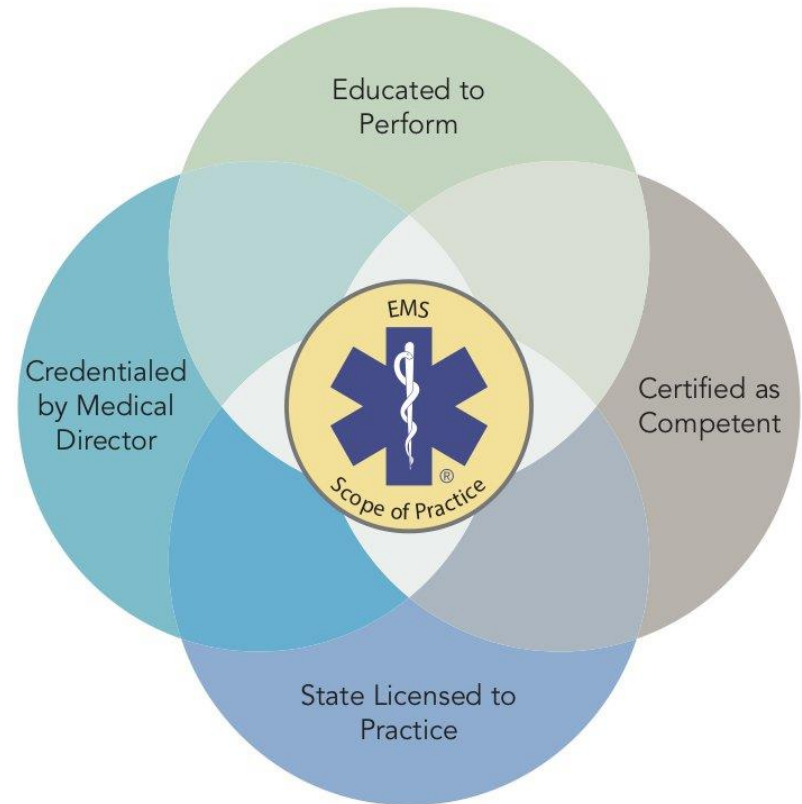 Educated to
Perform
EMS
Credentialed
by Medical
Director
Certified as
Competent
®
Scope of Practice
State Licensed to
Practice